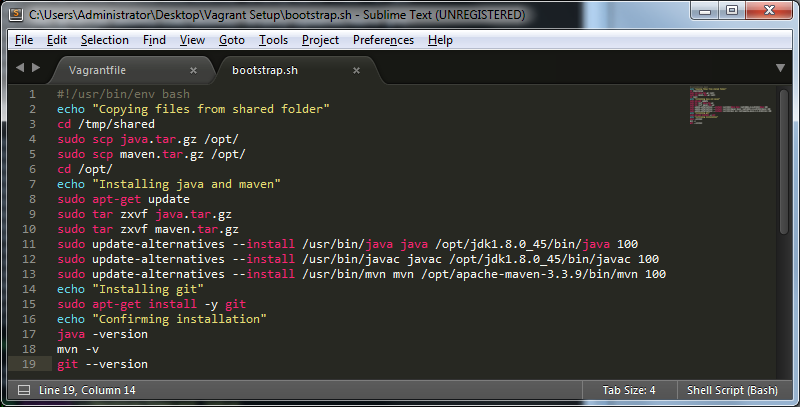 C:\Users\Administrator\Desktop\Vagrant Setup\bootstrap.sh - Sublime Text (UNREGISTERED)
File Edit Selection Find View Goto Tools Project Preferences Help
Vagrantfile × bootstrap.sh ×
1 #!/usr/bin/env bash
2 echo "Copying files from shared folder"
3 cd /tmp/shared
4 sudo scp java.tar.gz /opt/
5 sudo scp maven.tar.gz /opt/
6 cd /opt/
7 echo "Installing java and maven"
8 sudo apt-get update
9 sudo tar zxvf java.tar.gz
10 sudo tar zxvf maven.tar.gz
11 sudo update-alternatives --install /usr/bin/java java /opt/jdk1.8.0_45/bin/java 100
12 sudo update-alternatives --install /usr/bin/javac javac /opt/jdk1.8.0_45/bin/javac 100
13 sudo update-alternatives --install /usr/bin/mvn mvn /opt/apache-maven-3.3.9/bin/mvn 100
14 echo "Installing git"
15 sudo apt-get install -y git
16 echo "Confirming installation"
17 java -version
18 mvn -v
19 git --version
Line 19, Column 14 Tab Size: 4 Shell Script (Bash)